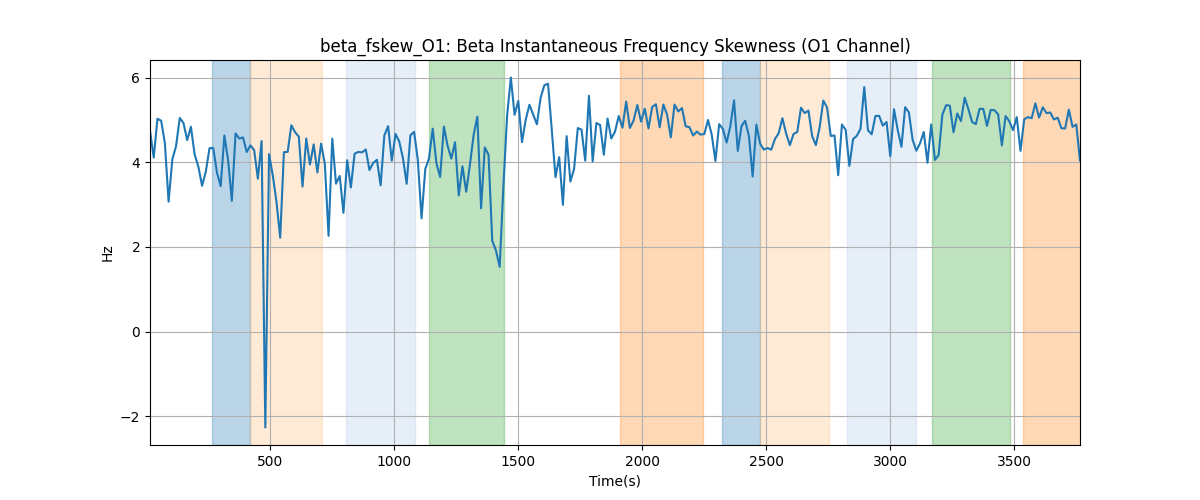 beta_fskew_O1: Beta Instantaneous Frequency Skewness (O1 Channel)
Hz
6
4
2
0
−2
500 1000 1500 2000 2500 3000 3500
Time(s)